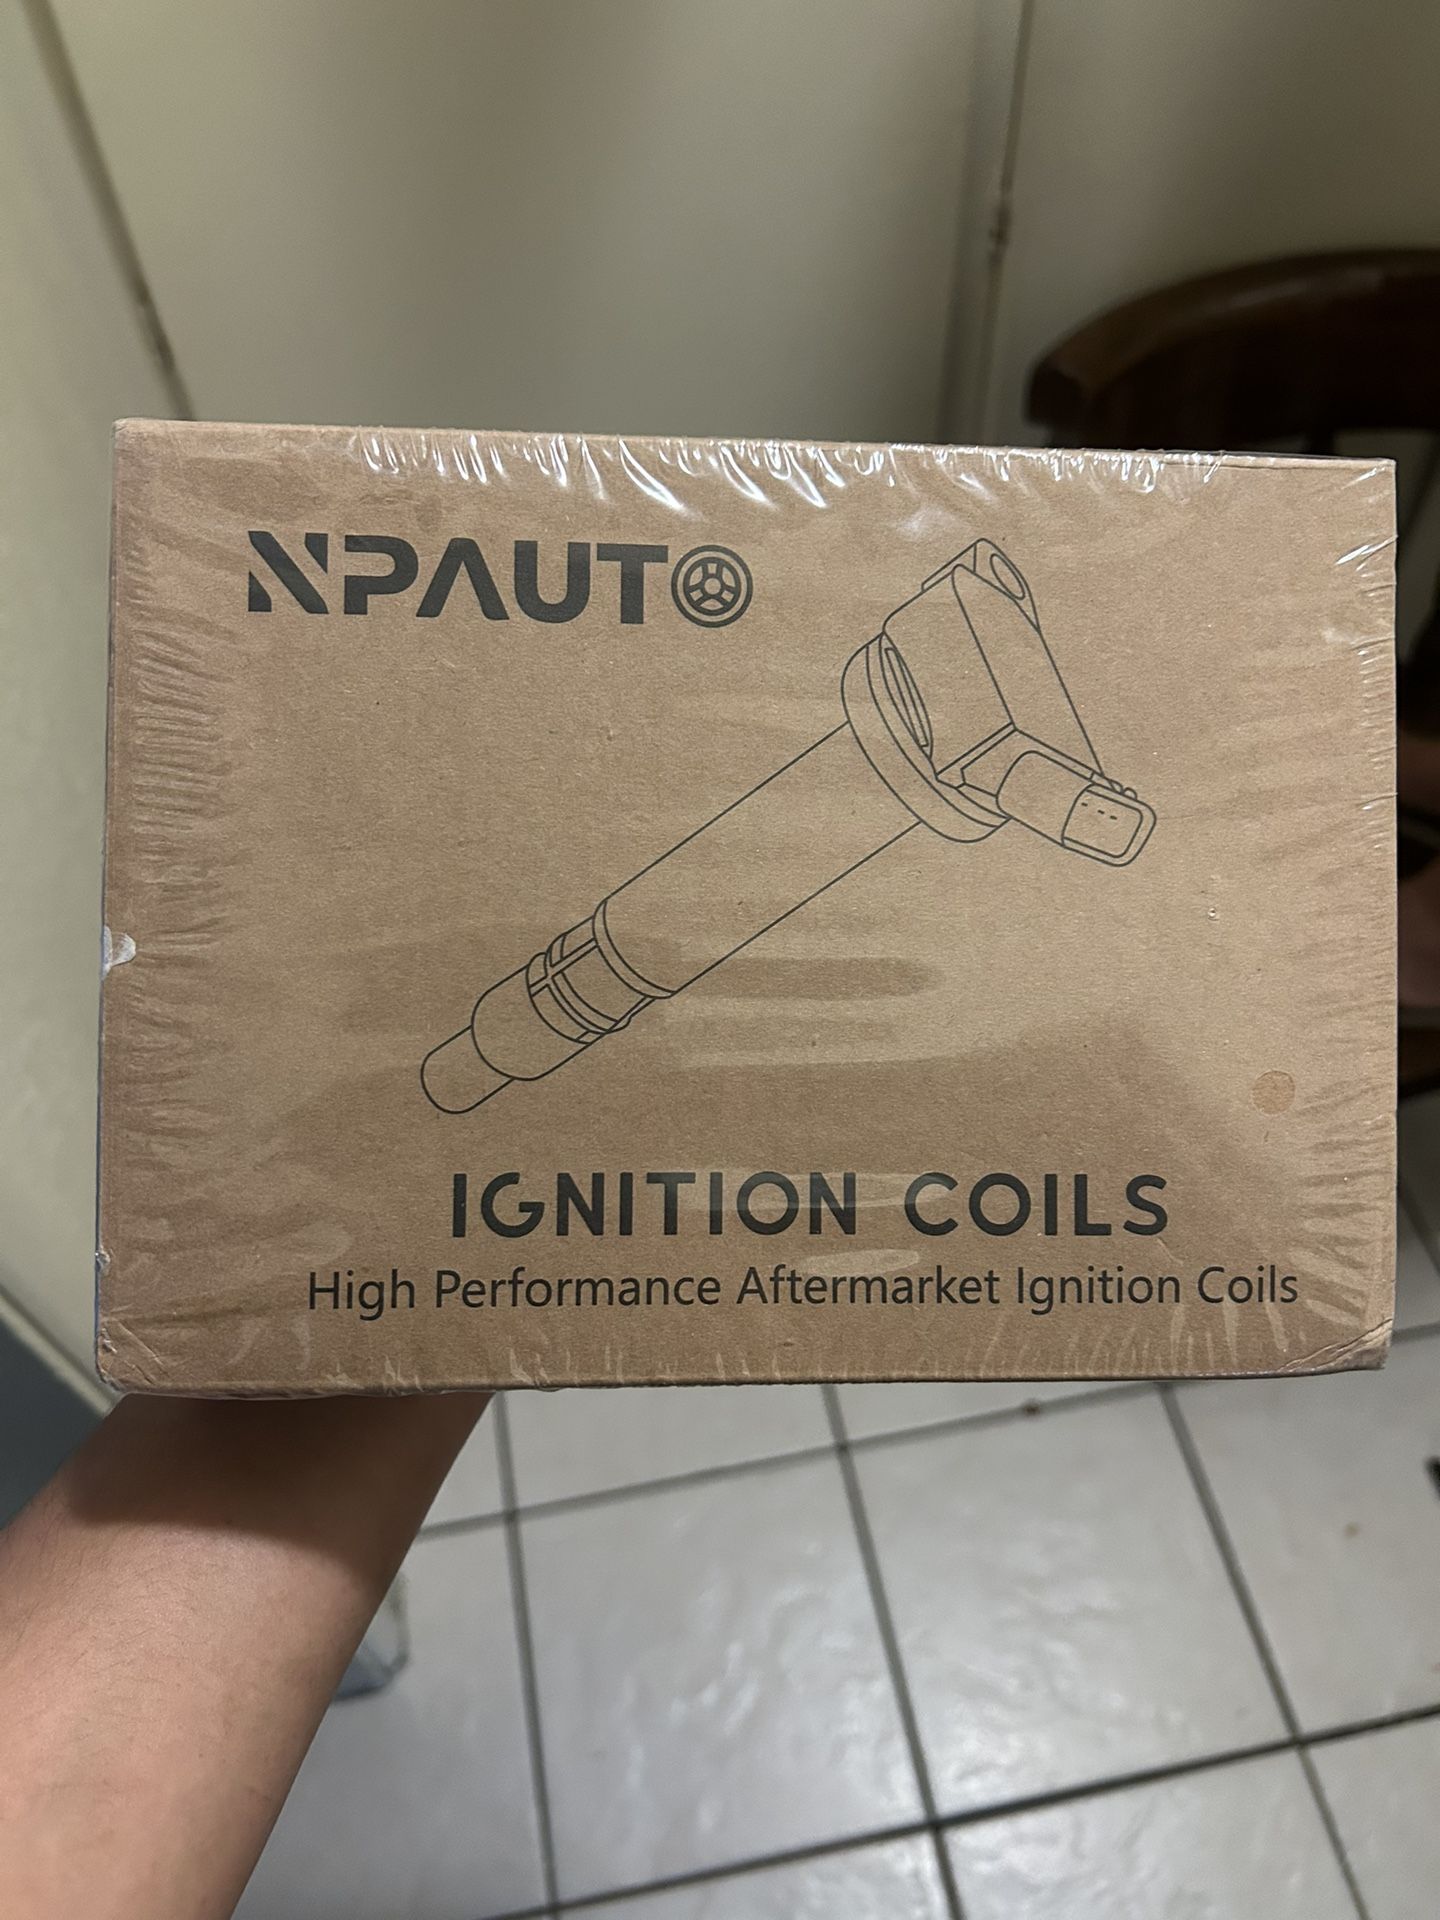 NPAUTO
IGNITION COILS
High Performance Aftermarket Ignition Coils